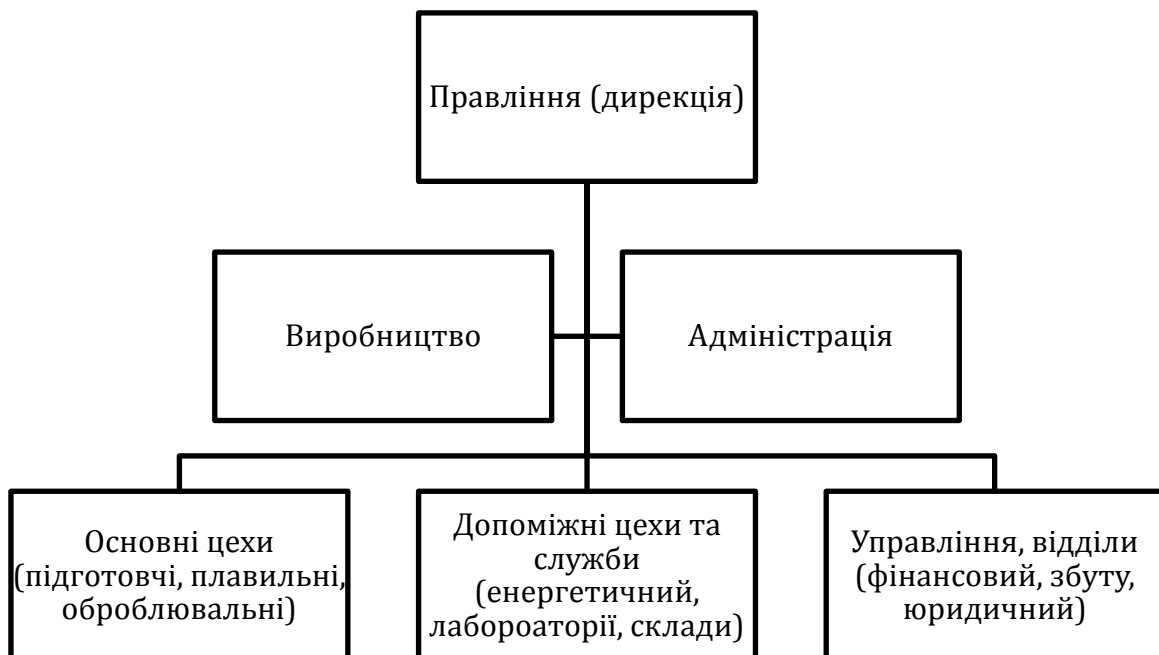 Правління (дирекція)
Виробництво
Адміністрація
Основні цехи
(підготовчі, плавильні,
оброблювальні)
Допоміжні цехи та
служби
(енергетичний,
лабороаторії, склади)
Управління, відділи
(фінансовий, збуту,
юридичний)